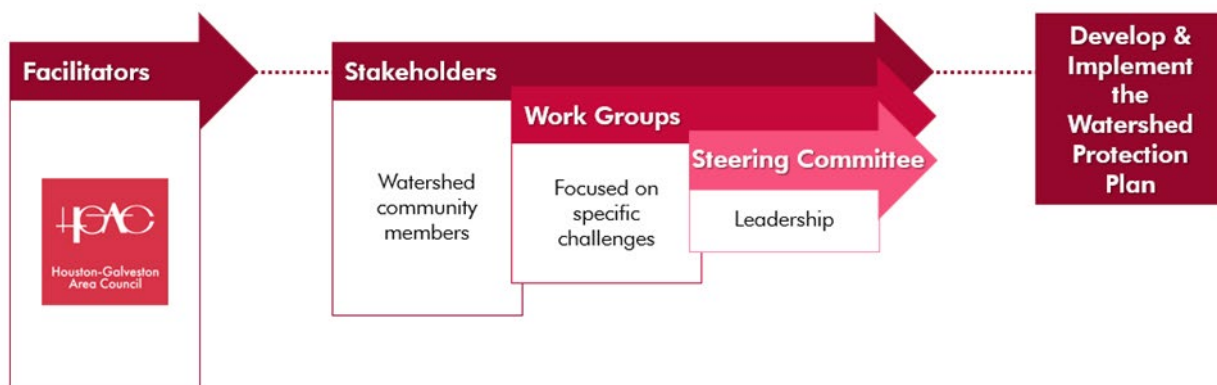 Facilitators
HGAC
Houston-Galveston
Area Council
Stakeholders
Watershed
community
members
Work Groups
Focused on
specific
challenges
Steering Committee
Leadership
Develop &
Implement
the
Watershed
Protection
Plan